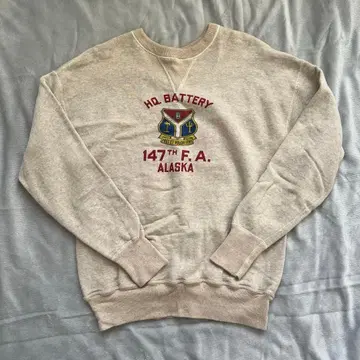 HQ. BATTERY
147TH F. A.
ALASKA